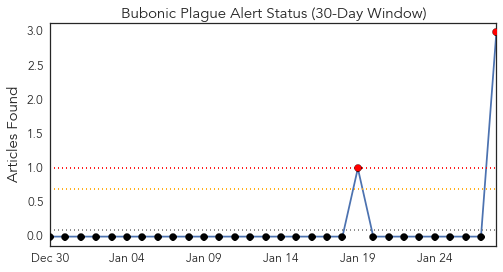 Bubonic Plague Alert Status (30-Day Window)
Articles Found
3.0
2.5
2.0
1.5
1.0
0.5
0.0
Dec 30 Jan 04 Jan 09 Jan 14 Jan 19 Jan 24